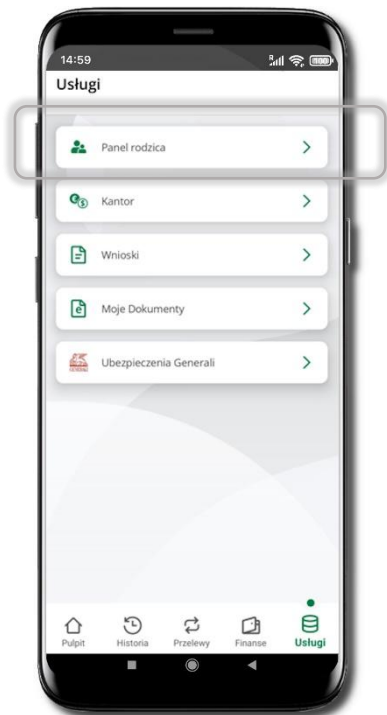 14:59
Usługi
Panel rodzica
Kantor
Wnioski
Moje Dokumenty
Ubezpieczenia Generali
Pulpit Historia Przelewy Finanse Usługi